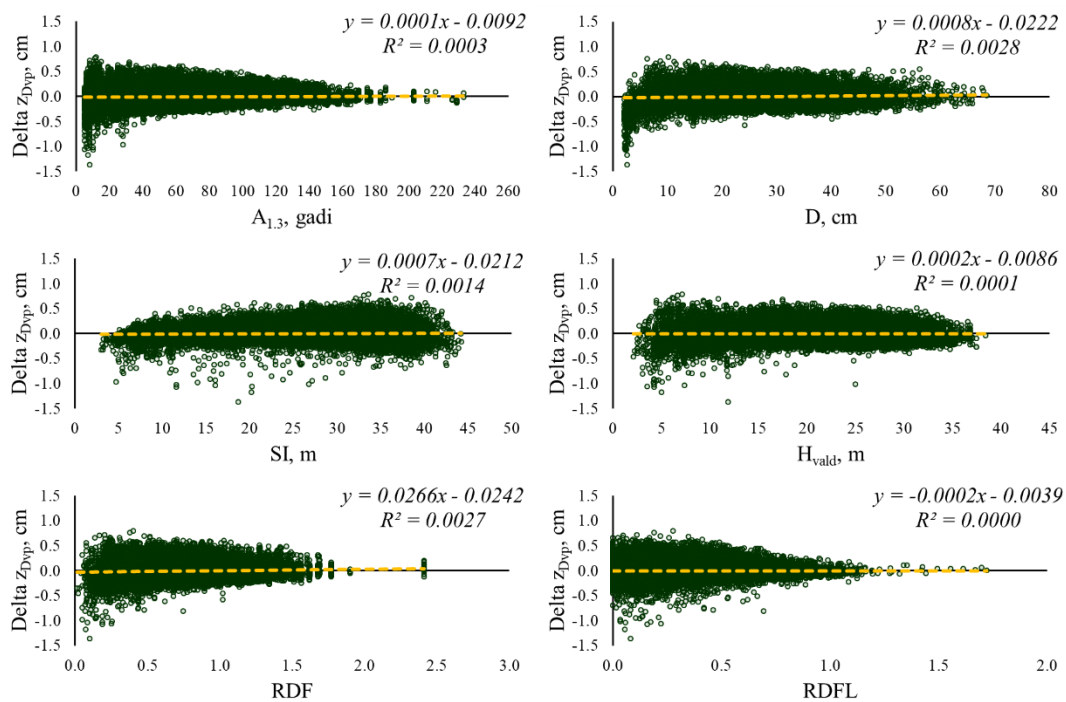 y = 0.0001x - 0.0092
R² = 0.0003
Delta z_Dvp, cm
1.5
1.0
0.5
0.0
-0.5
-1.0
-1.5
0 20 40 60 80 100 120 140 160 180 200 220 240 260
A1.3, gadi
y = 0.0008x - 0.0222
R² = 0.0028
Delta z_Dvp, cm
1.5
1.0
0.5
0.0
-0.5
-1.0
-1.5
0 10 20 30 40 50 60 70 80
D, cm
y = 0.0007x - 0.0212
R² = 0.0014
Delta z_Dvp, cm
1.5
1.0
0.5
0.0
-0.5
-1.0
-1.5
0 5 10 15 20 25 30 35 40 45 50
SI, m
y = 0.0002x - 0.0086
R² = 0.0001
Delta z_Dvp, cm
1.5
1.0
0.5
0.0
-0.5
-1.0
-1.5
0 5 10 15 20 25 30 35 40 45
Hvald, m
y = 0.0266x - 0.0242
R² = 0.0027
Delta z_Dvp, cm
1.5
1.0
0.5
0.0
-0.5
-1.0
-1.5
0.0 0.5 1.0 1.5 2.0 2.5 3.0
RDF
y = -0.0002x - 0.0039
R² = 0.0000
Delta z_Dvp, cm
1.5
1.0
0.5
0.0
-0.5
-1.0
-1.5
0.0 0.5 1.0 1.5 2.0
RDFL